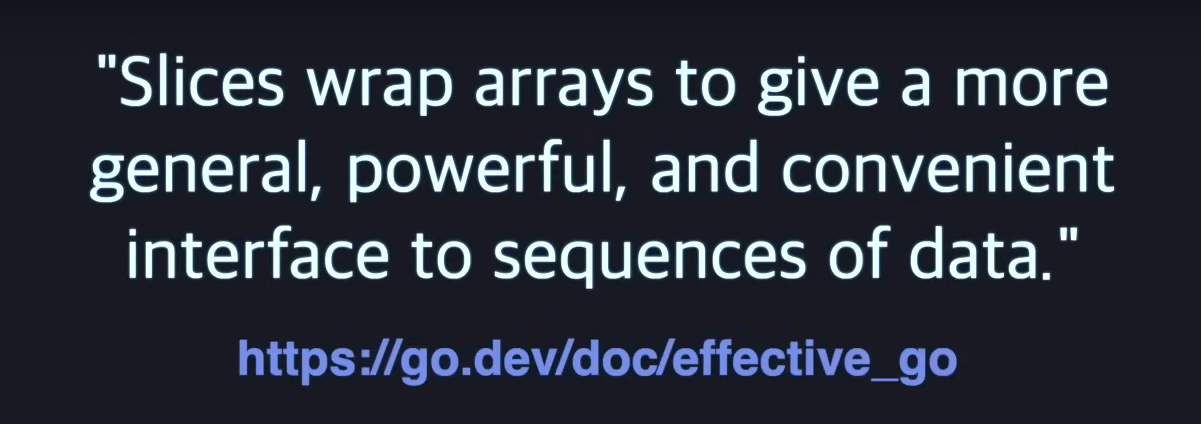 "Slices wrap arrays to give a more
general, powerful, and convenient
interface to sequences of data."
https://go.dev/doc/effective_go